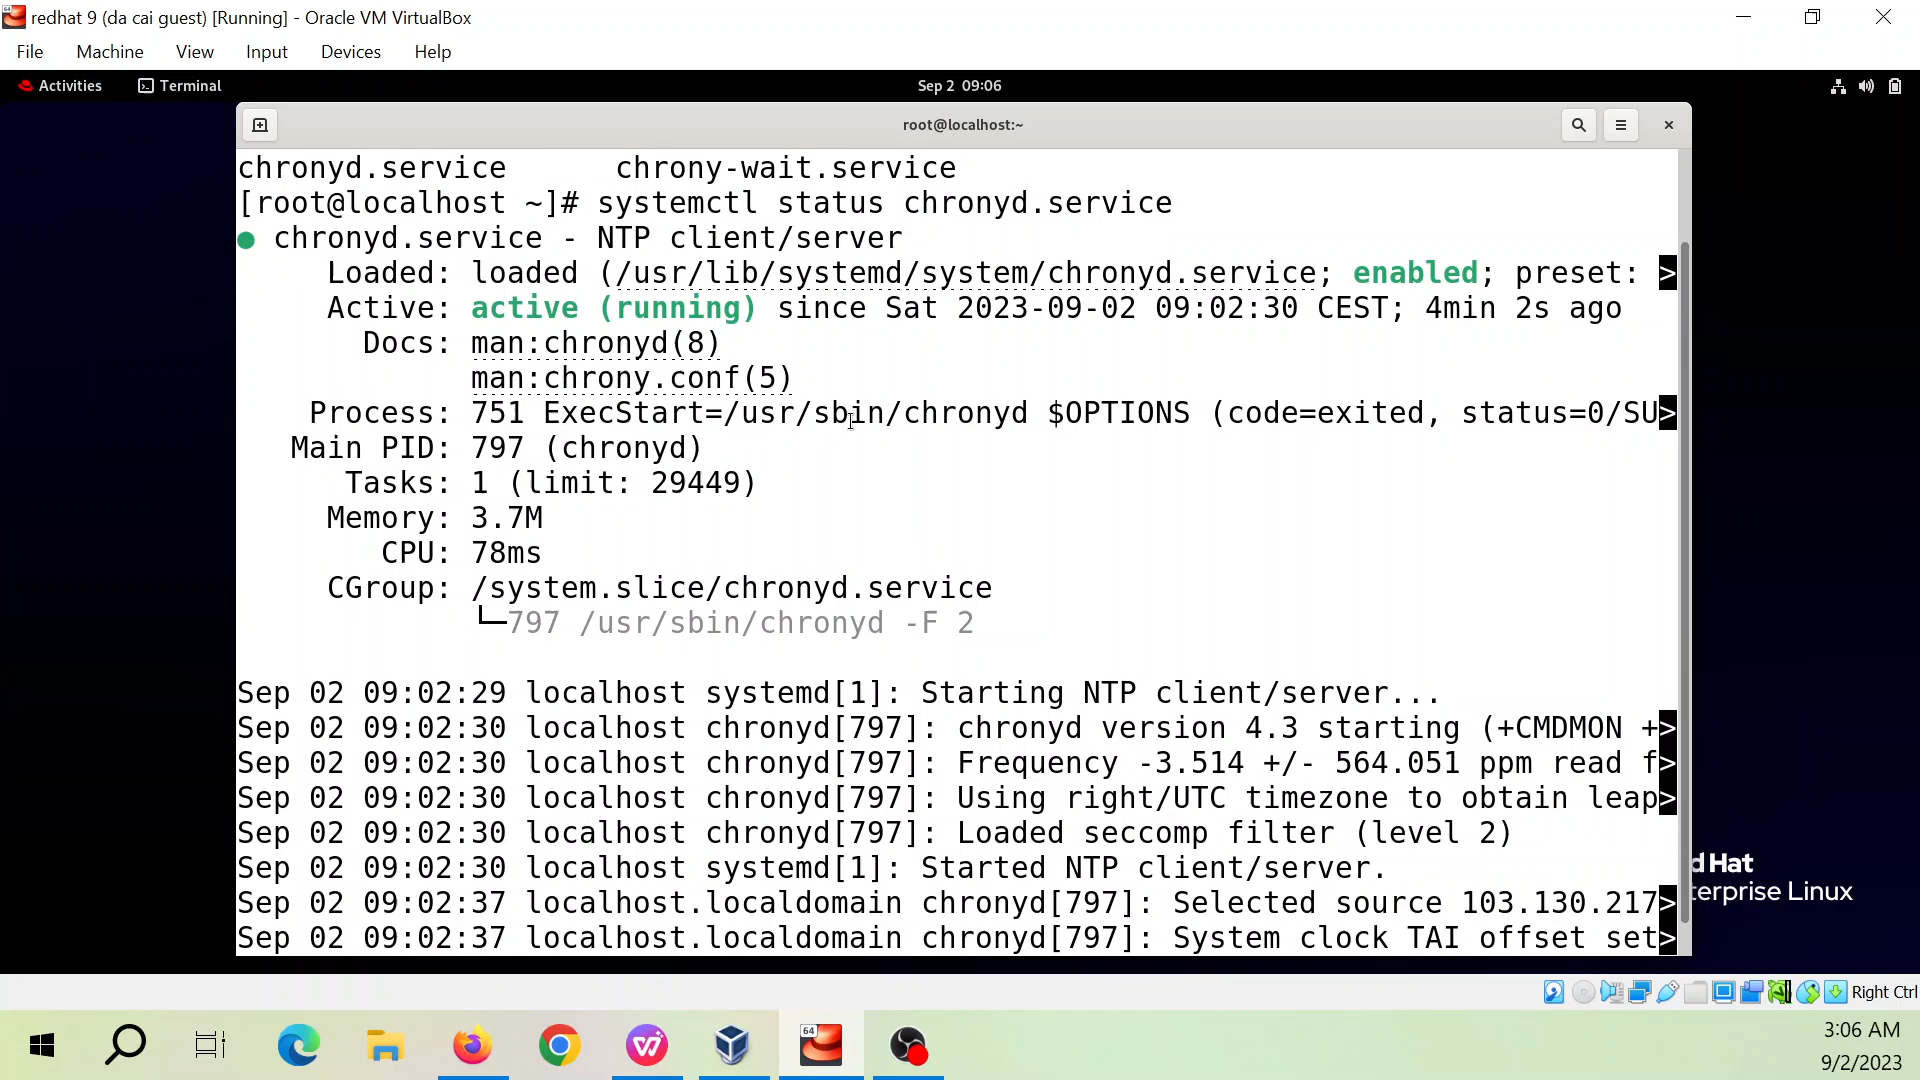 redhat 9 (da cai guest) [Running] - Oracle VM VirtualBox
File Machine View Input Devices Help
Activities Terminal Sep 2 09:06
root@localhost:~
chronyd.service chrony-wait.service
[root@localhost ~]# systemctl status chronyd.service
● chronyd.service - NTP client/server
Loaded: loaded (/usr/lib/systemd/system/chronyd.service; enabled; preset: >
Active: active (running) since Sat 2023-09-02 09:02:30 CEST; 4min 2s ago
Docs: man:chronyd(8)
man:chrony.conf(5)
Process: 751 ExecStart=/usr/sbin/chronyd $OPTIONS (code=exited, status=0/SU>
Main PID: 797 (chronyd)
Tasks: 1 (limit: 29449)
Memory: 3.7M
CPU: 78ms
CGroup: /system.slice/chronyd.service
└─797 /usr/sbin/chronyd -F 2
Sep 02 09:02:29 localhost systemd[1]: Starting NTP client/server...
Sep 02 09:02:30 localhost chronyd[797]: chronyd version 4.3 starting (+CMDMON +>
Sep 02 09:02:30 localhost chronyd[797]: Frequency -3.514 +/- 564.051 ppm read f>
Sep 02 09:02:30 localhost chronyd[797]: Using right/UTC timezone to obtain leap>
Sep 02 09:02:30 localhost chronyd[797]: Loaded seccomp filter (level 2)
Sep 02 09:02:30 localhost systemd[1]: Started NTP client/server.
Sep 02 09:02:37 localhost.localdomain chronyd[797]: Selected source 103.130.217>
Sep 02 09:02:37 localhost.localdomain chronyd[797]: System clock TAI offset set>
d Hat
terprise Linux
Right Ctrl
64
3:06 AM
9/2/2023